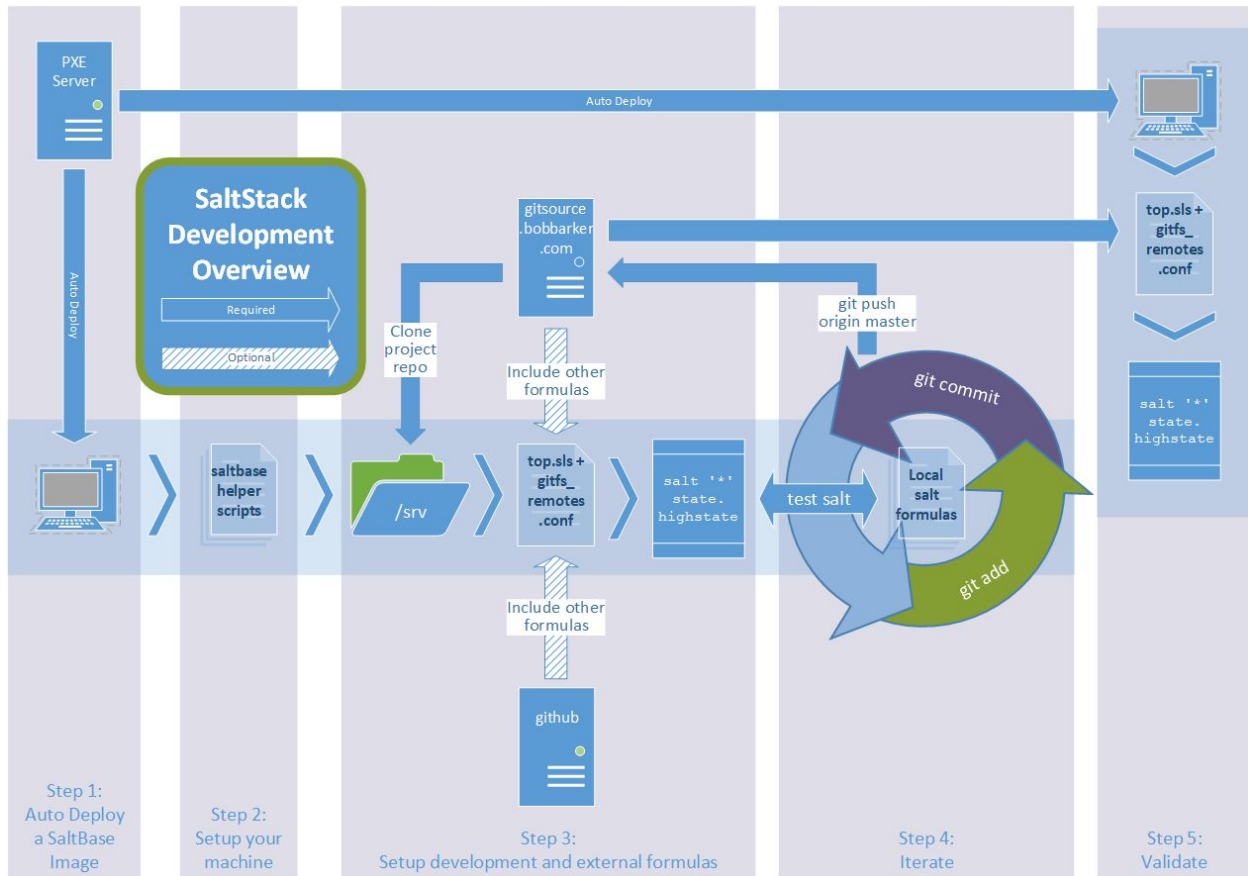 PXE
Server
Auto Deploy
Auto Deploy
SaltStack
Development
Overview
Required
Optional
gitsource
.bobbarker
.com
Clone
project
repo
Include other
formulas
git push
origin master
top.sls +
gitfs_
remotes
.conf
salt '*'
state.
highstate
saltbase
helper
scripts
/srv
top.sls +
gitfs_
remotes
.conf
salt '*'
state.
highstate
test salt
Local
salt
formulas
git commit
git add
Include other
formulas
github
Step 1:
Auto Deploy
a SaltBase
Image
Step 2:
Setup your
machine
Step 3:
Setup development and external formulas
Step 4:
Iterate
Step 5:
Validate